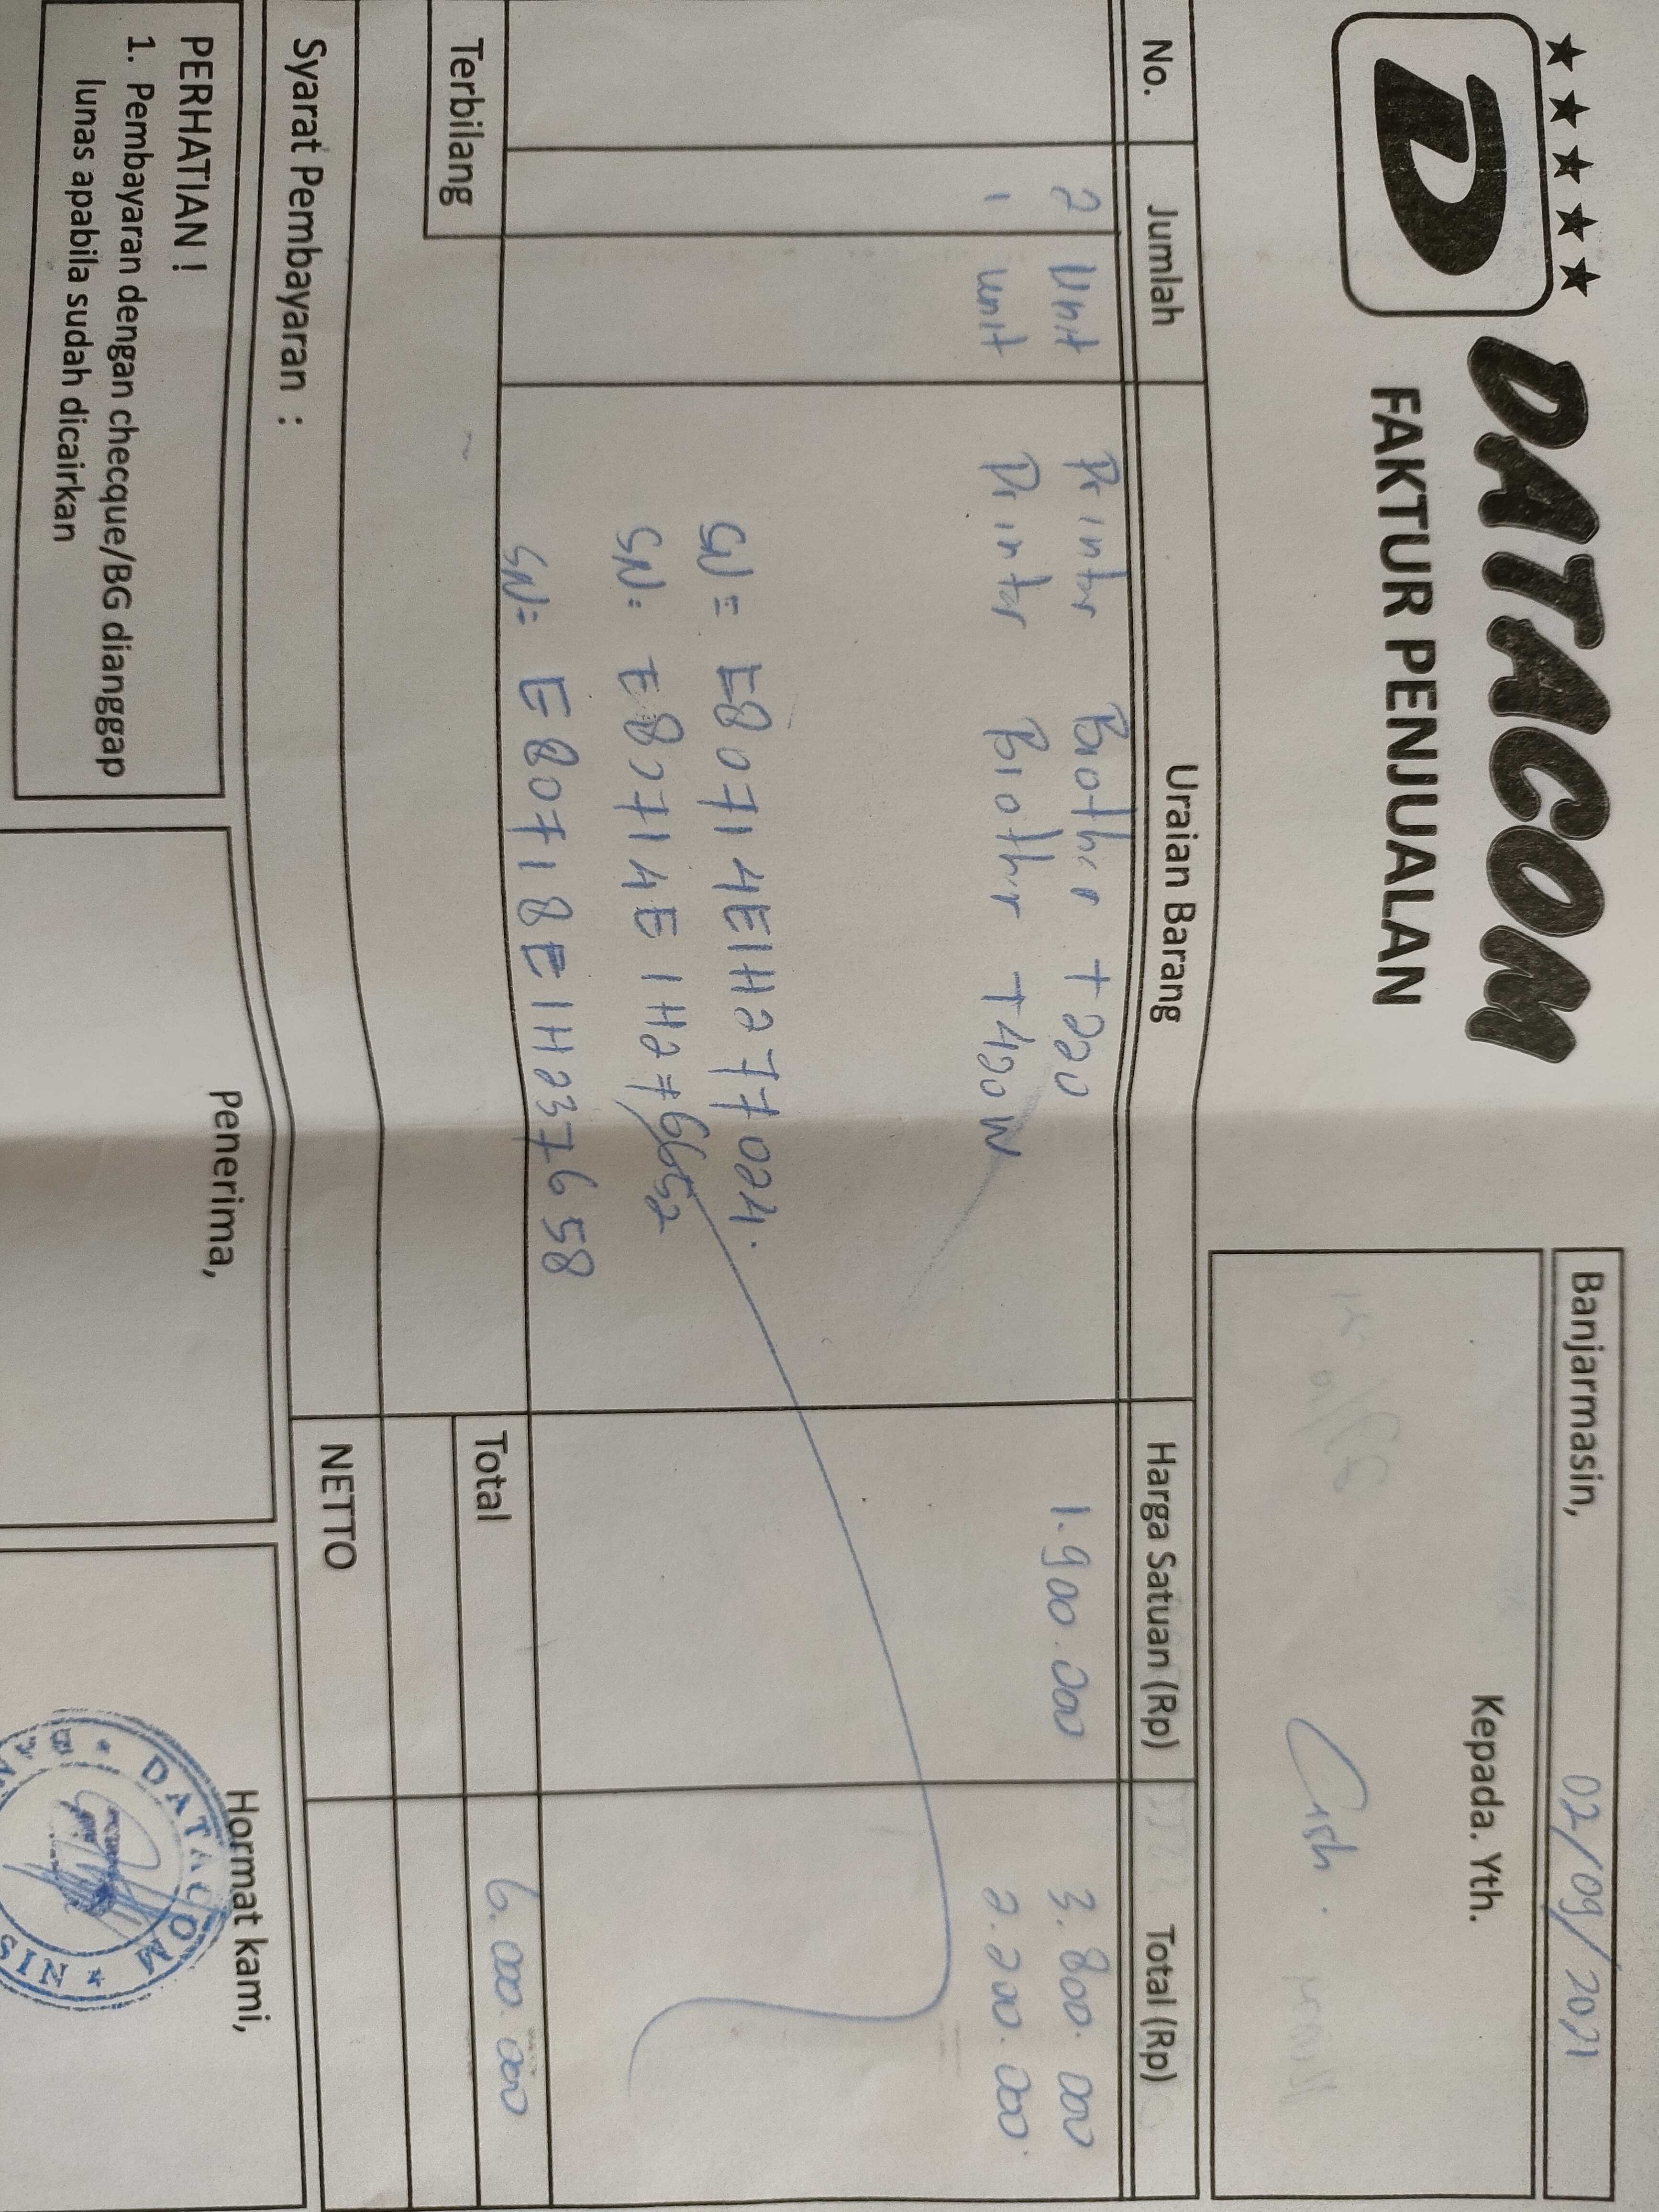 DATACOM
FAKTUR PENJUALAN
Banjarmasin, 02/09/2021
Kepada. Yth.
Cash.
No. Jumlah Uraian Barang Harga Satuan (Rp) Total (Rp)
2 Unit Printer Brother T220 1.900.000 3.800.000
1 unit Printer Brother T420W 2.200.000
SN= E80714E1H277024.
SN: E80714E1H276652
SN: E80718E1H237658
Terbilang Total 6.000.000
NETTO
Syarat Pembayaran :
PERHATIAN !
1. Pembayaran dengan checque/BG dianggap
lunas apabila sudah dicairkan
Penerima,
Hormat kami,
DATACOM